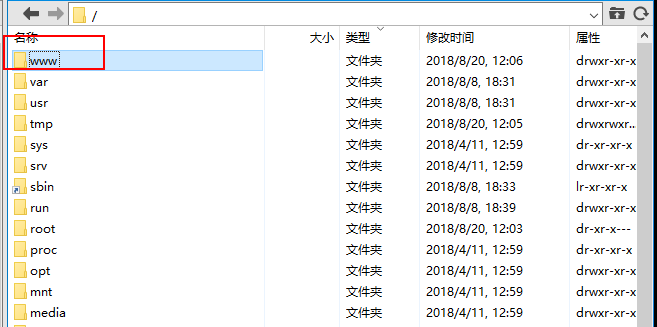 /
名称 大小 类型 修改时间 属性
www 文件夹 2018/8/20, 12:06 drwxr-xr-x
var 文件夹 2018/8/8, 18:31 drwxr-xr-x
usr 文件夹 2018/8/8, 18:31 drwxr-xr-x
tmp 文件夹 2018/8/20, 12:05 drwxrwxr...
sys 文件夹 2018/4/11, 12:59 dr-xr-xr-x
srv 文件夹 2018/4/11, 12:59 drwxr-xr-x
sbin 文件夹 2018/8/8, 18:33 lr-xr-xr-x
run 文件夹 2018/8/8, 18:39 drwxr-xr-x
root 文件夹 2018/8/20, 12:03 dr-xr-x---
proc 文件夹 2018/4/11, 12:59 dr-xr-xr-x
opt 文件夹 2018/4/11, 12:59 drwxr-xr-x
mnt 文件夹 2018/4/11, 12:59 drwxr-xr-x
media 文件夹 2018/4/11, 12:59 drwxr-xr-x